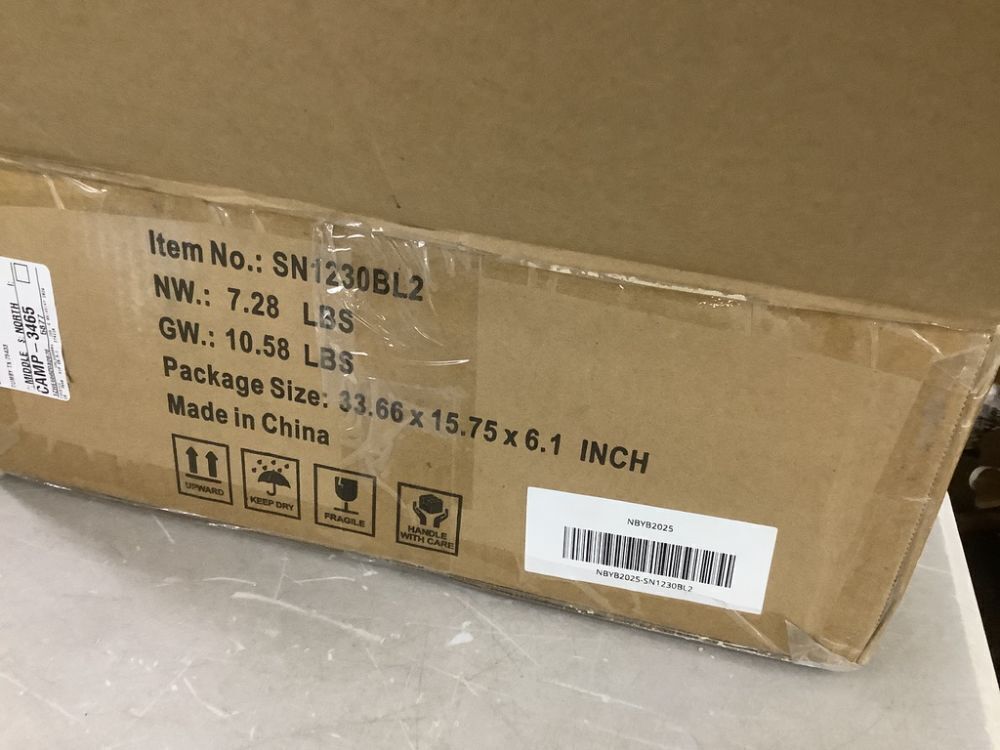 Item No.: SN1230BL2
NW.: 7.28 LBS
GW.: 10.58 LBS
Package Size: 33.66 x 15.75 x 6.1 INCH
Made in China
UPWARD
KEEP DRY
FRAGILE
HANDLE
WITH CARE
NBYB2025
NBYB2025-SN1230BL2
MIDDLE S NORTH
CAMP - 3465
6877